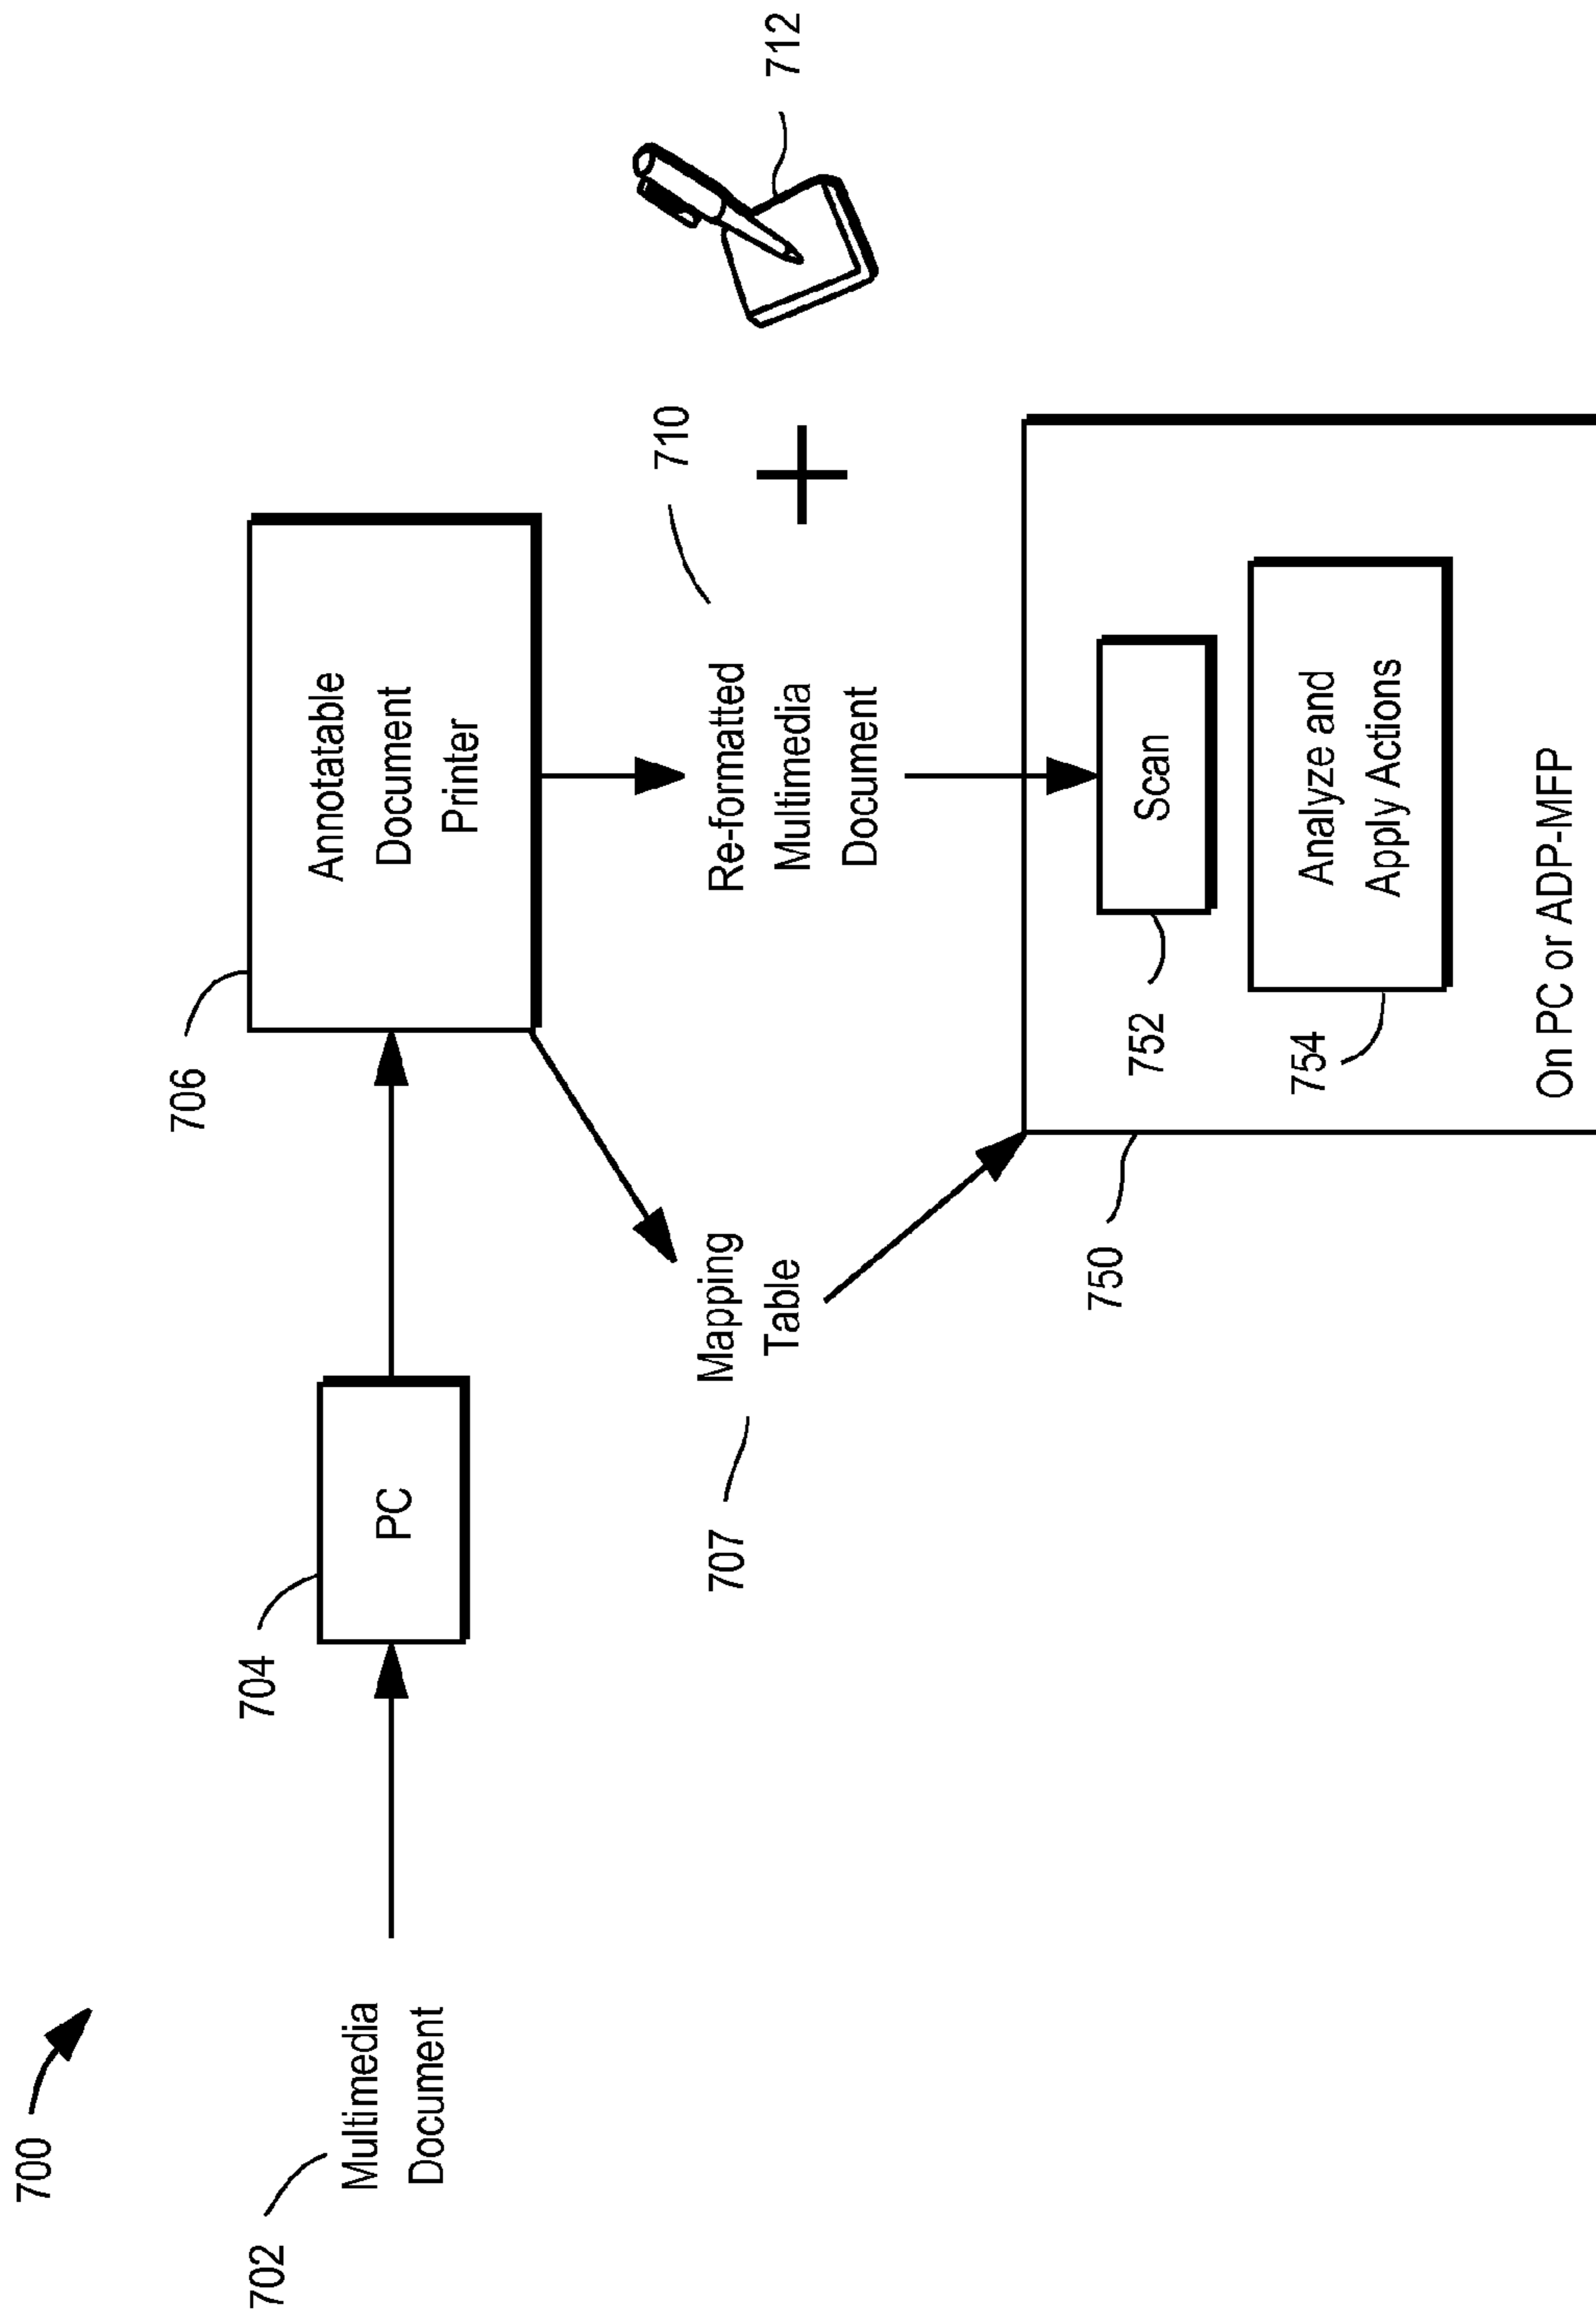 700
702
Multimedia
Document
704
PC
706
Annotatable
Document
Printer
707
Mapping
Table
710
Re-formatted
Multimedia
Document
712
750
752
Scan
754
Analyze and
Apply Actions
On PC or ADP-MFP